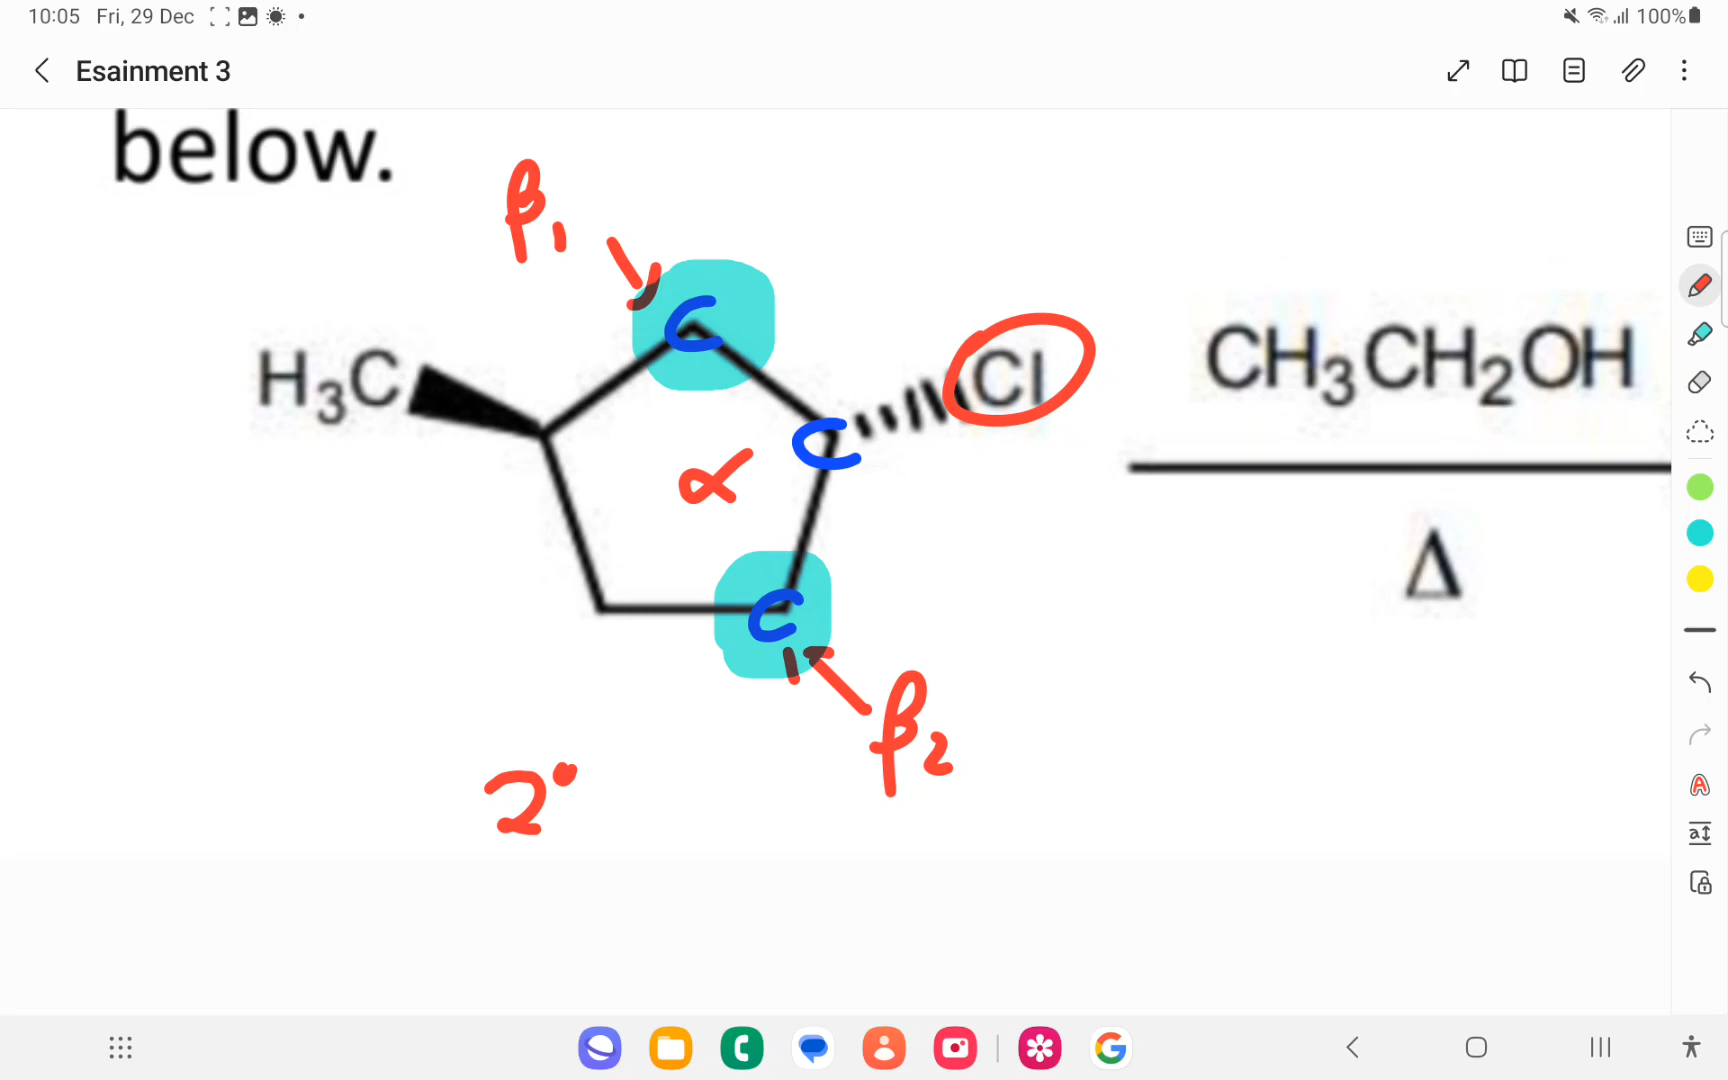 10:05 Fri, 29 Dec 100%
Esainment 3
below.
β₁
C
H₃C
Cl
CH₃CH₂OH
C
α
Δ
C
β₂
2°